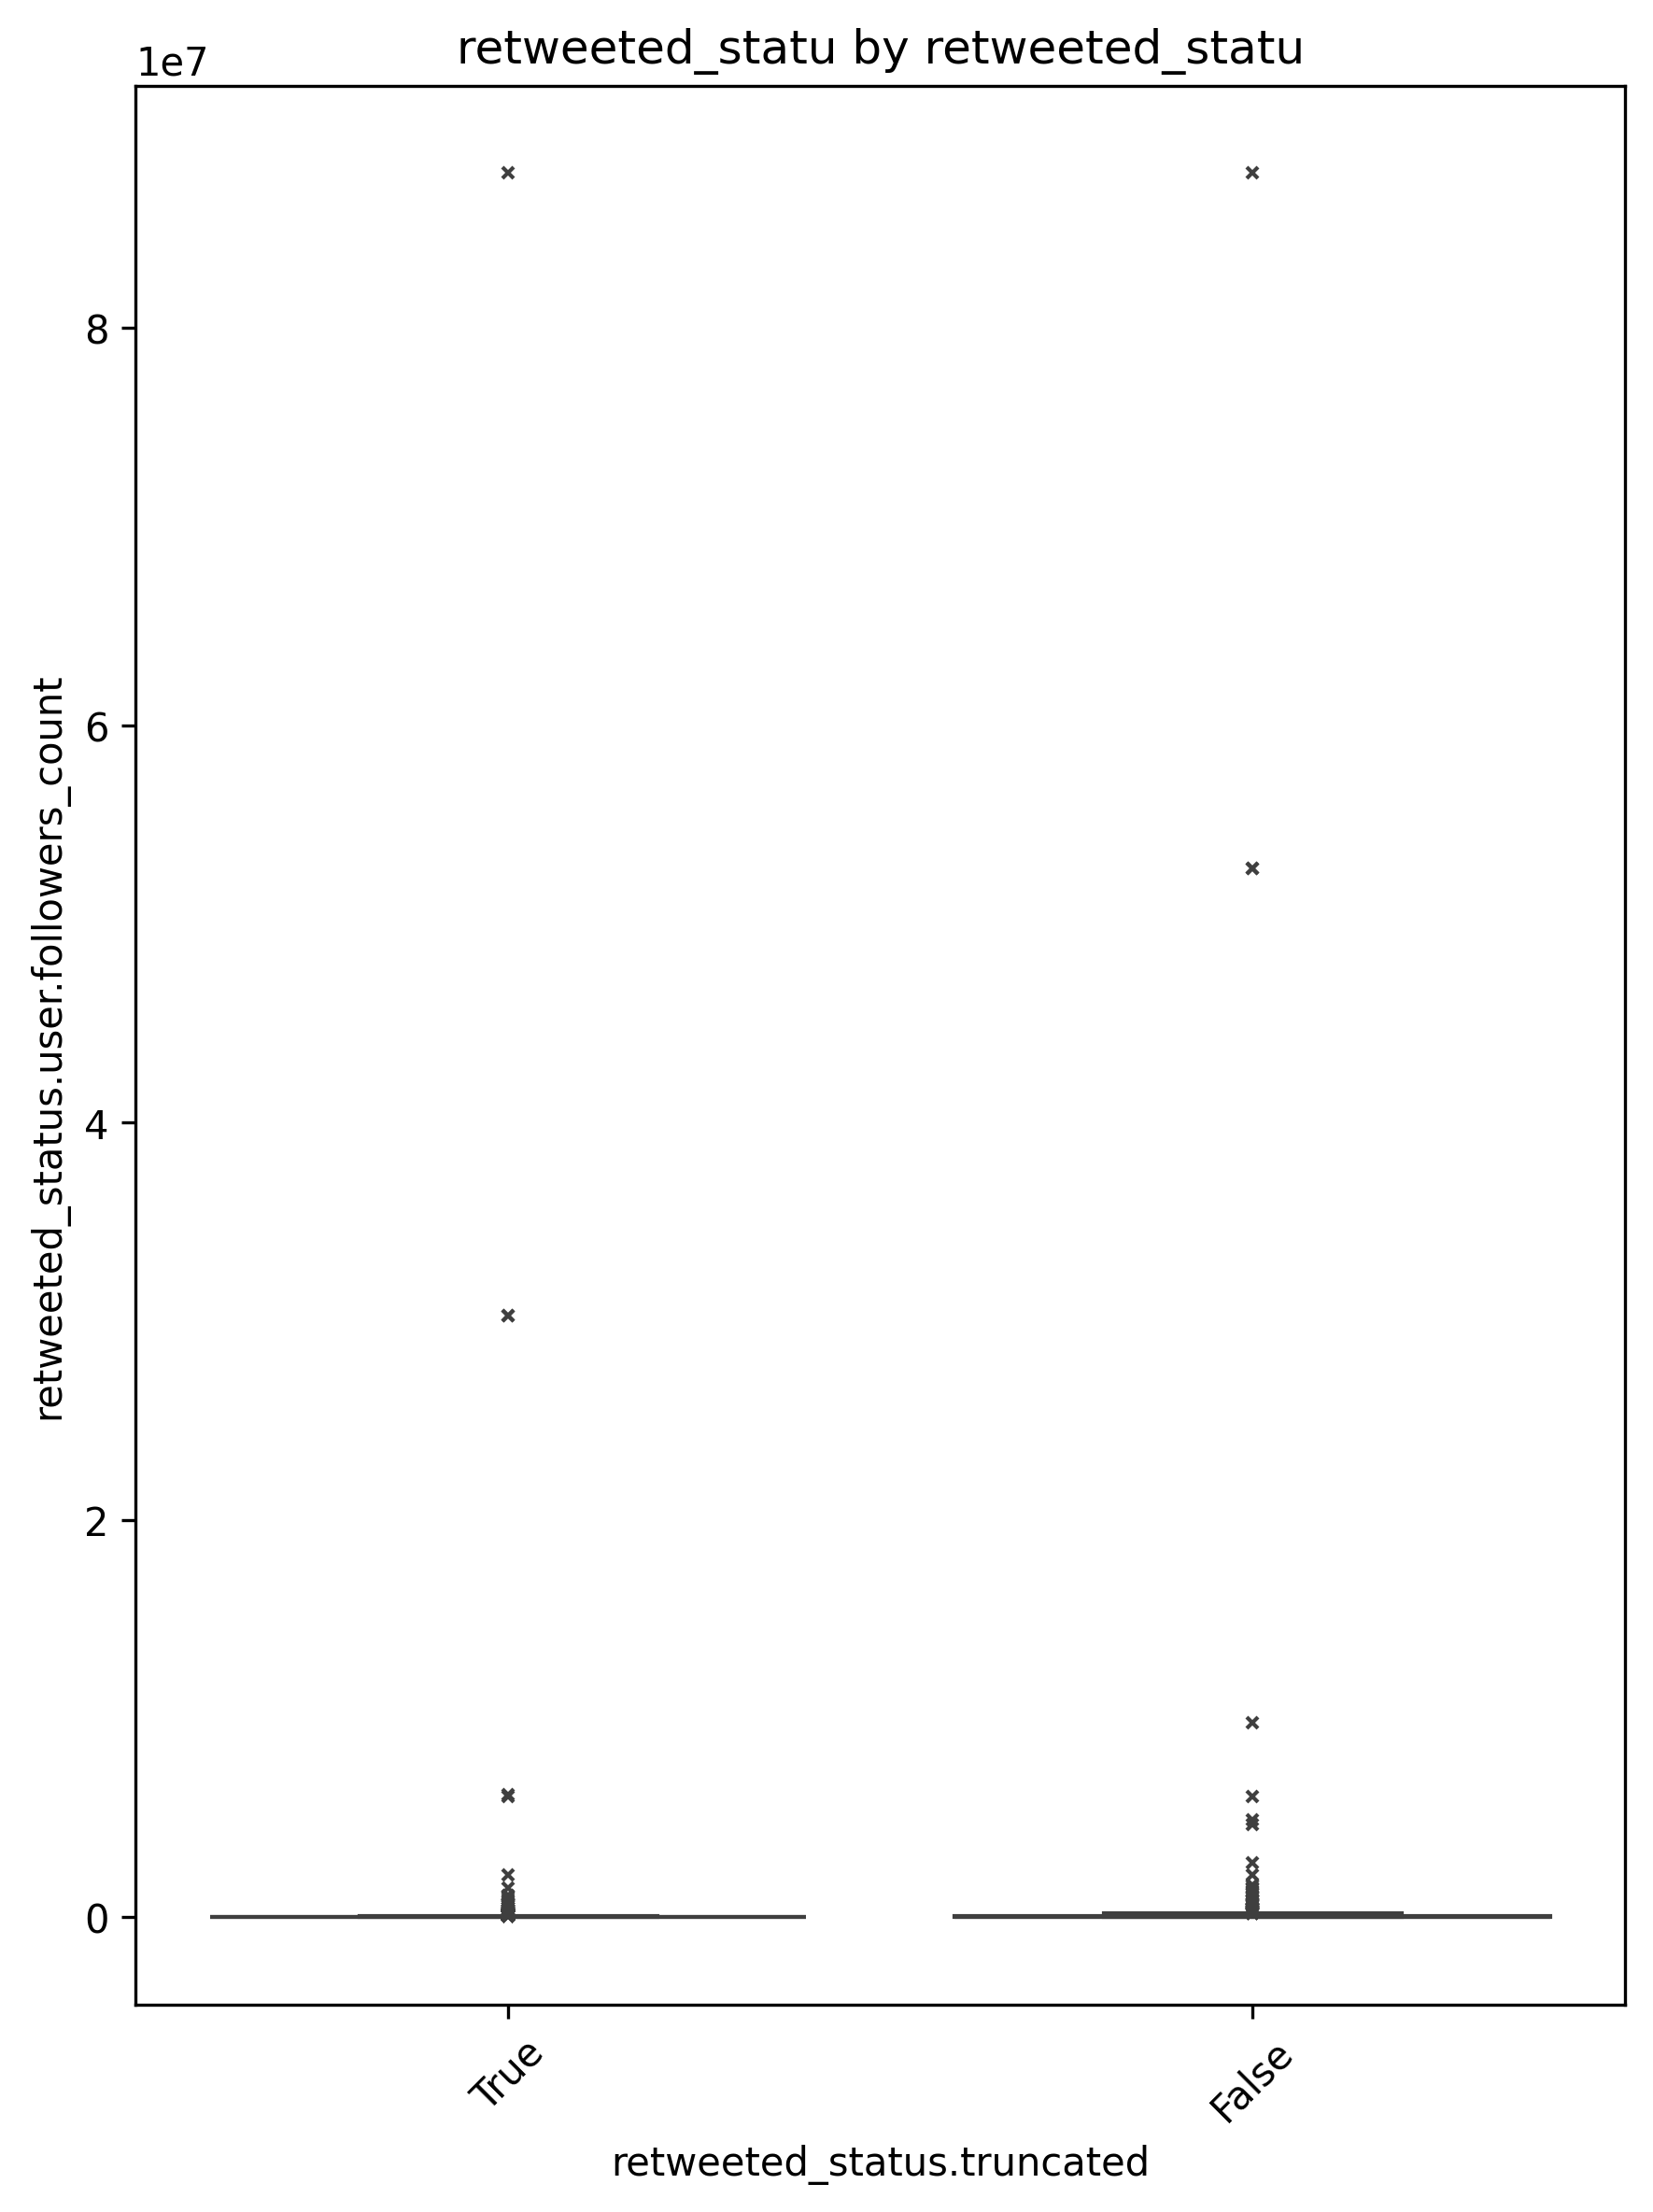 retweeted_statu by retweeted_statu
1e7
8
6
4
2
0
retweeted_status.user.followers_count
True
False
retweeted_status.truncated